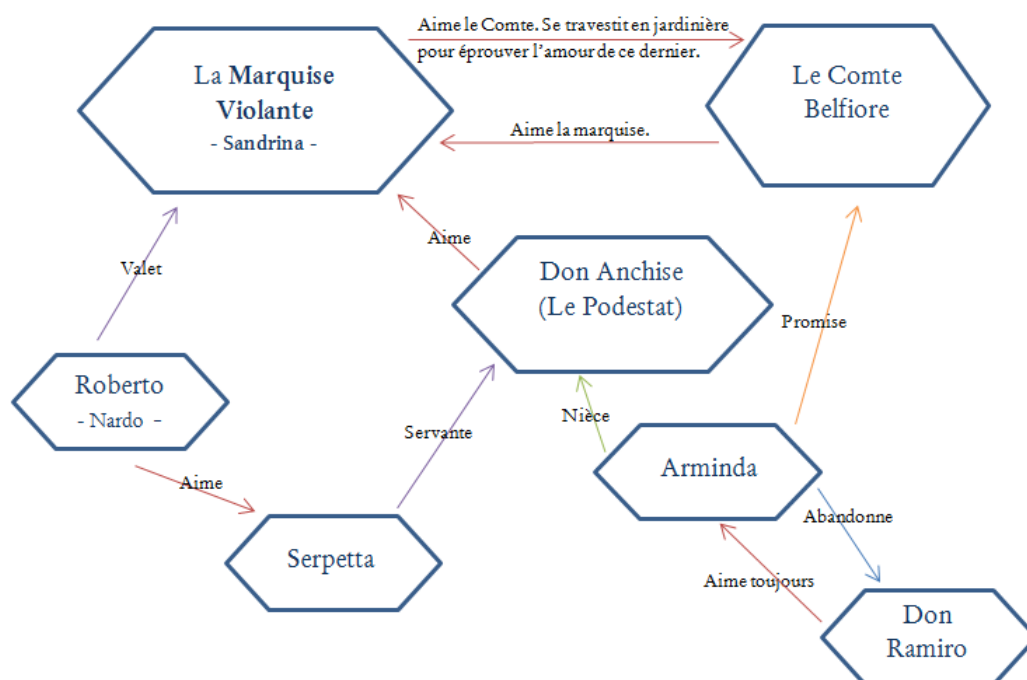 Aime le Comte. Se travestit en jardinière
pour éprouver l'amour de ce dernier.
La Marquise
Violante
- Sandrina -
Le Comte
Belfiore
Aime la marquise.
Aime
Valet
Don Anchise
(Le Podestat)
Promise
Roberto
- Nardo -
Servante
Nièce
Arminda
Aime
Abandonne
Serpetta
Aime toujours
Don
Ramiro